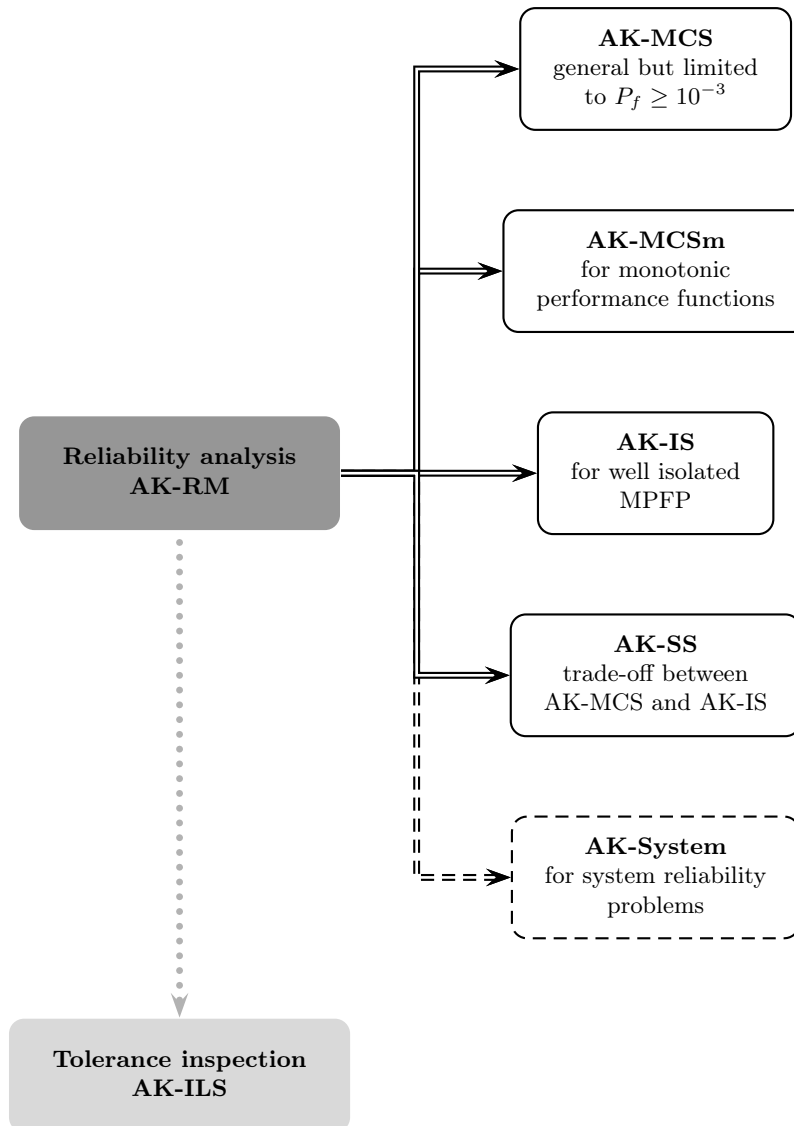 AK-MCS
general but limited
to $P_f \geq 10^{-3}$
AK-MCSm
for monotonic
performance functions
Reliability analysis
AK-RM
AK-IS
for well isolated
MPFP
AK-SS
trade-off between
AK-MCS and AK-IS
AK-System
for system reliability
problems
Tolerance inspection
AK-ILS